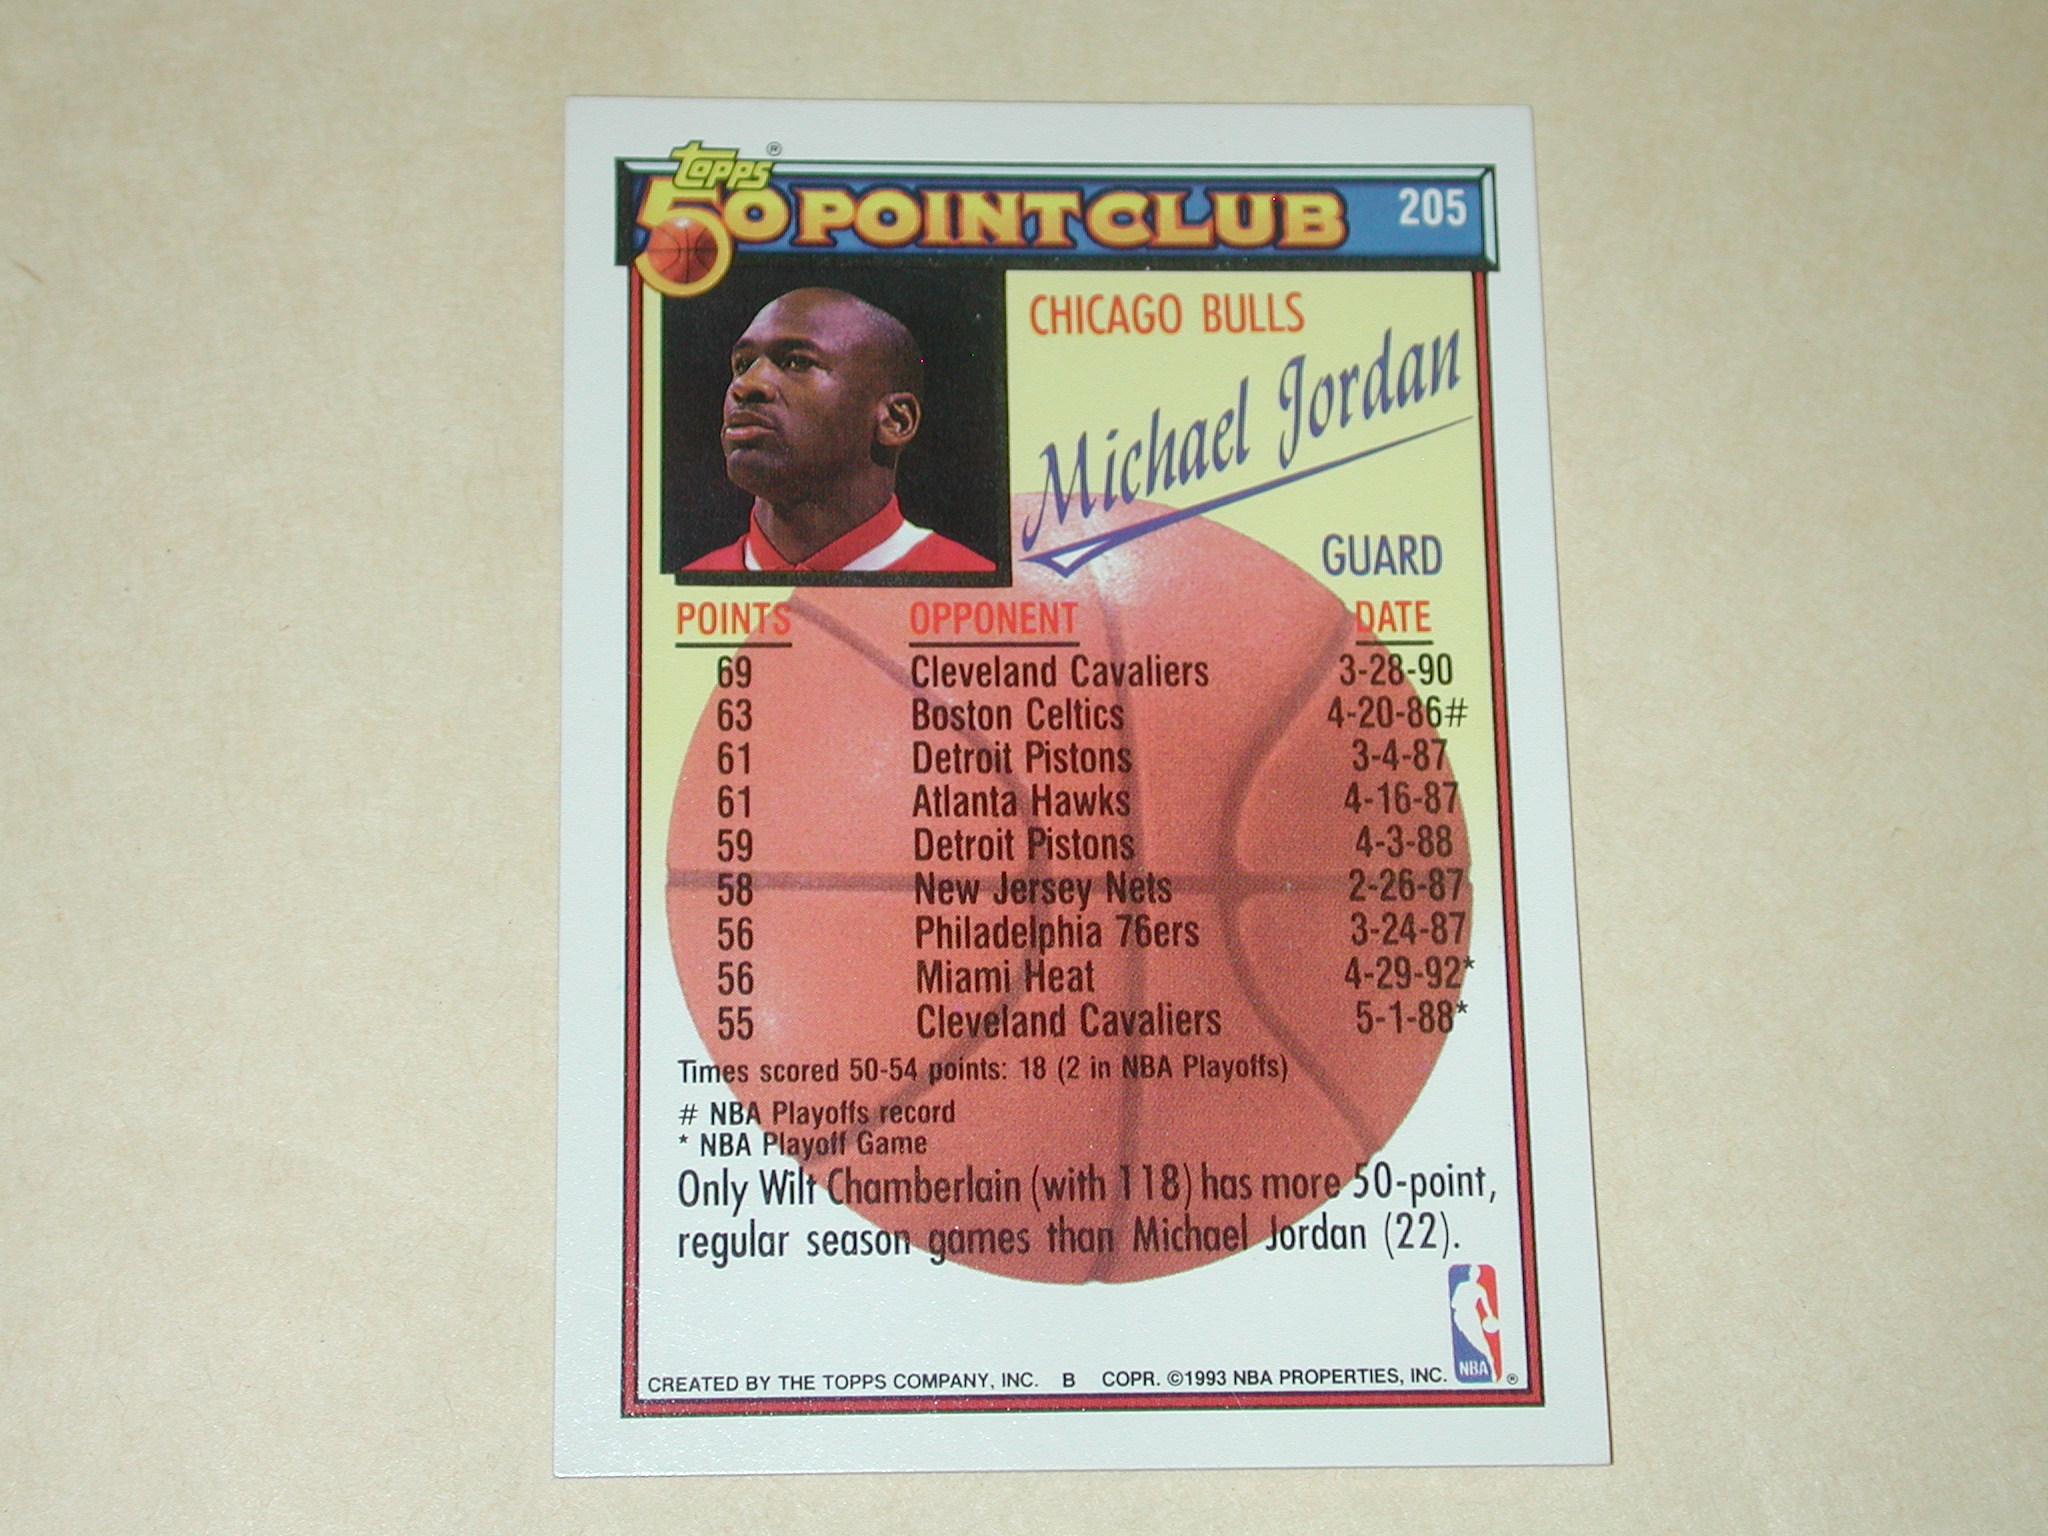 topps ®
50 POINT CLUB 205
CHICAGO BULLS
Michael Jordan
GUARD
POINTS OPPONENT DATE
69 Cleveland Cavaliers 3-28-90
63 Boston Celtics 4-20-86#
61 Detroit Pistons 3-4-87
61 Atlanta Hawks 4-16-87
59 Detroit Pistons 4-3-88
58 New Jersey Nets 2-26-87
56 Philadelphia 76ers 3-24-87
56 Miami Heat 4-29-92*
55 Cleveland Cavaliers 5-1-88*
Times scored 50-54 points: 18 (2 in NBA Playoffs)
# NBA Playoffs record
* NBA Playoff Game
Only Wilt Chamberlain (with 118) has more 50-point,
regular season games than Michael Jordan (22).
NBA ®
CREATED BY THE TOPPS COMPANY, INC. B COPR. ©1993 NBA PROPERTIES, INC.